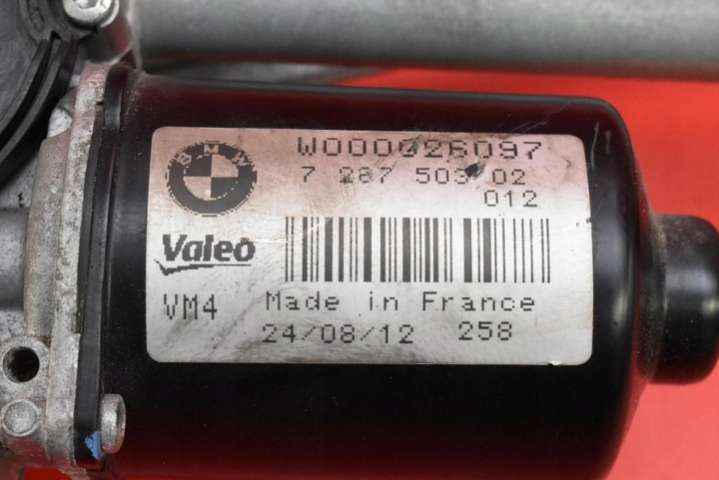 W000026097
BMW
7 287 503 02
012
Valeo
VM4 Made in France
24/08/12 258